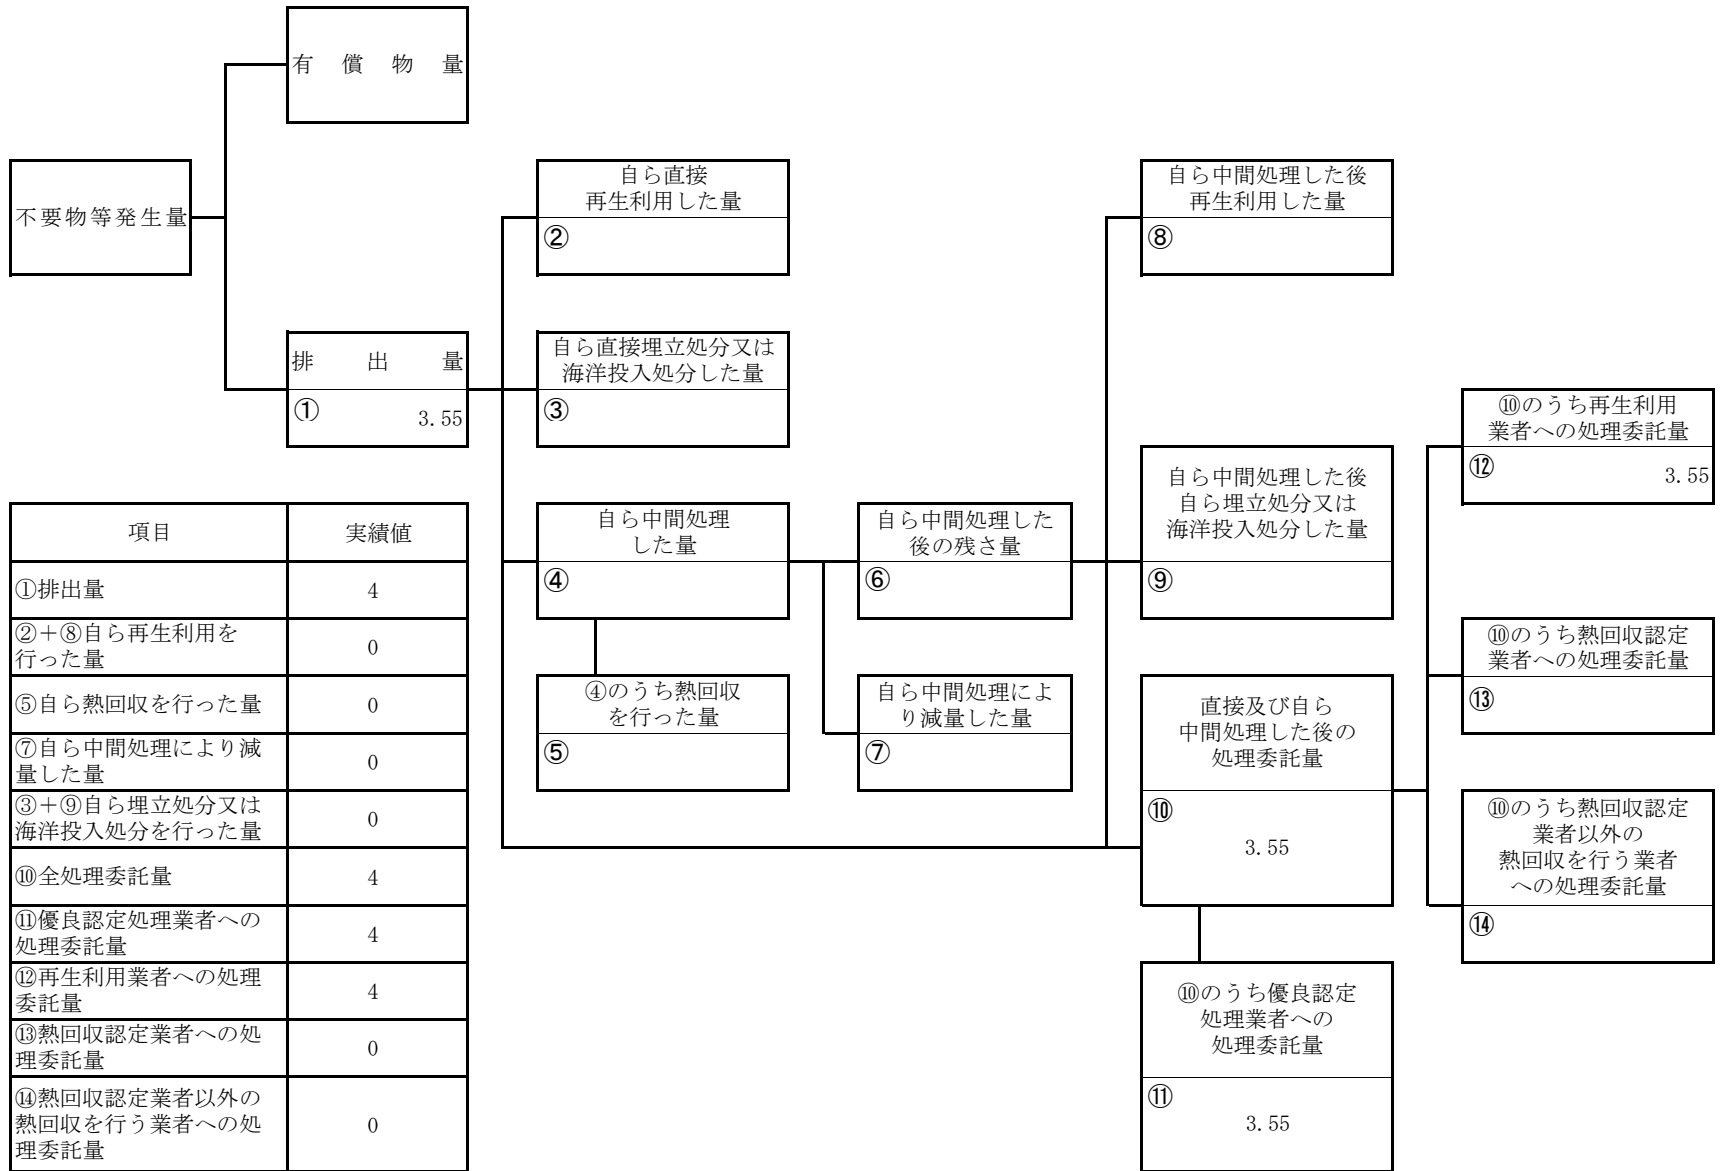 有償物量
不要物等発生量
排出量
①
3.55
自ら直接
再生利用した量
②
自ら直接埋立処分又は
海洋投入処分した量
③
自ら中間処理
した量
④
④のうち熱回収
を行った量
⑤
自ら中間処理した
後の残さ量
⑥
自ら中間処理によ
り減量した量
⑦
自ら中間処理した後
再生利用した量
⑧
自ら中間処理した後
自ら埋立処分又は
海洋投入処分した量
⑨
直接及び自ら
中間処理した後の
処理委託量
⑩
3.55
⑩のうち優良認定
処理業者への
処理委託量
⑪
3.55
⑩のうち再生利用
業者への処理委託量
⑫
3.55
⑩のうち熱回収認定
業者への処理委託量
⑬
⑩のうち熱回収認定
業者以外の
熱回収を行う業者
への処理委託量
⑭
項目 実績値
①排出量 4
②+⑧自ら再生利用を
行った量 0
⑤自ら熱回収を行った量 0
⑦自ら中間処理により減
量した量 0
③+⑨自ら埋立処分又は
海洋投入処分を行った量 0
⑩全処理委託量 4
⑪優良認定処理業者への
処理委託量 4
⑫再生利用業者への処理
委託量 4
⑬熱回収認定業者への処
理委託量 0
⑭熱回収認定業者以外の
熱回収を行う業者への処
理委託量 0